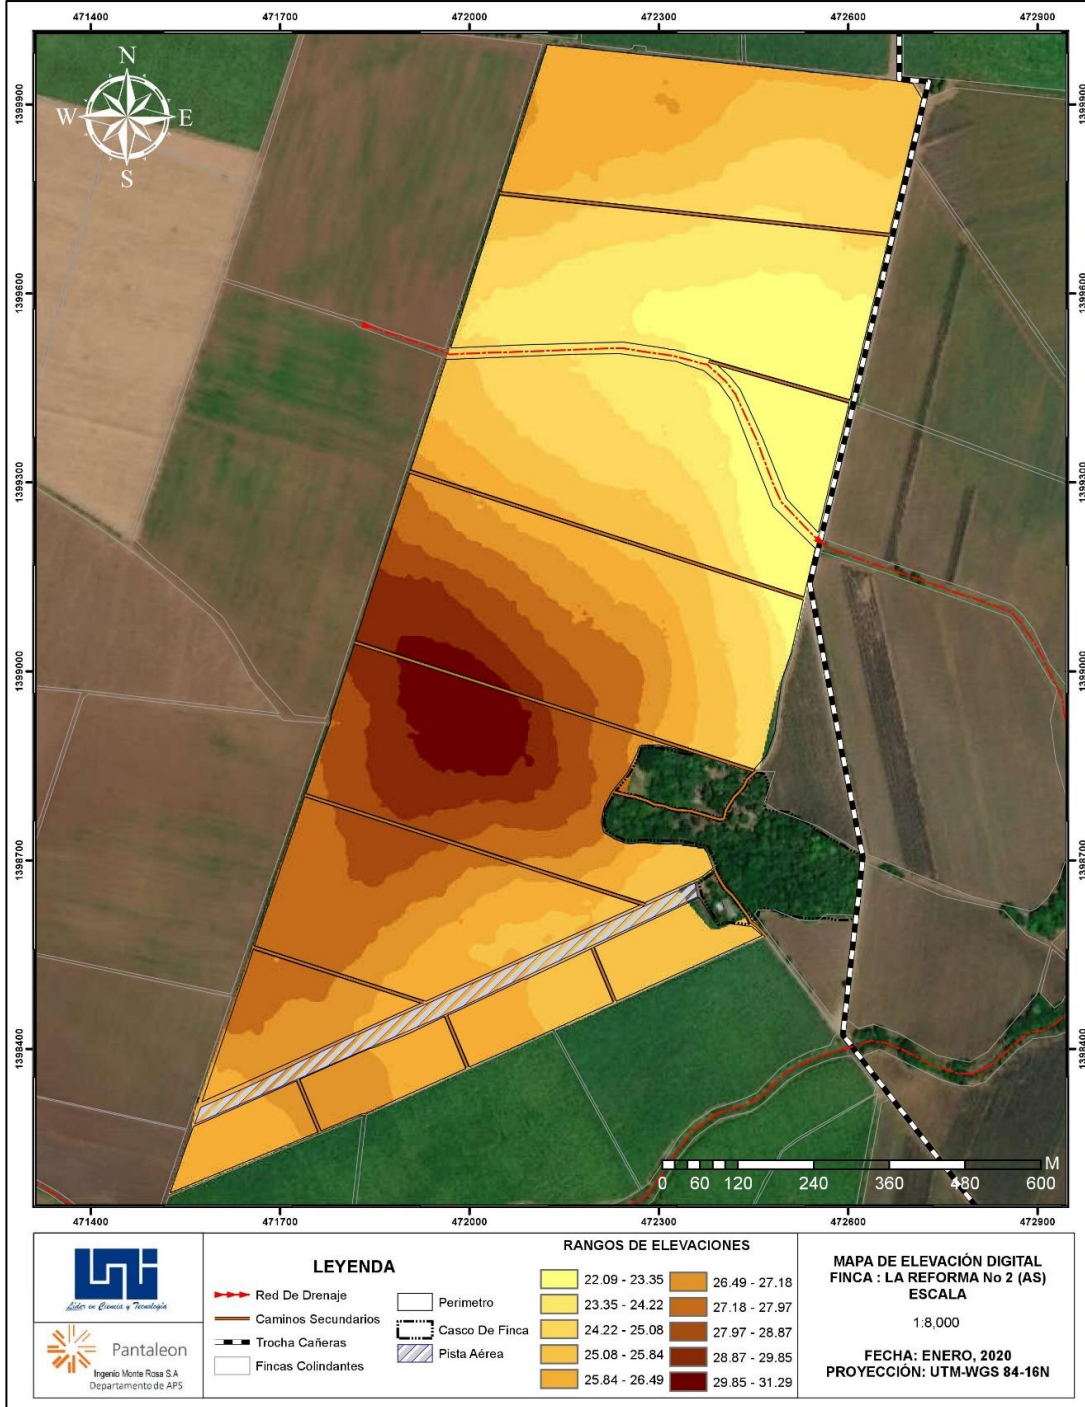 471400 471700 472000 472300 472600 472900
N
W E
S
1399900 1399900
1399600 1399600
1399300 1399300
1399000 1399000
1398700 1398700
1398400 1398400
M
0 60 120 240 360 480 600
471400 471700 472000 472300 472600 472900
Líder en Ciencia y Tecnología
Pantaleon
Ingenio Monte Rosa S.A
Departamento de APS
LEYENDA
Red De Drenaje
Caminos Secundarios
Trocha Cañeras
Fincas Colindantes
Perimetro
Casco De Finca
Pista Aérea
RANGOS DE ELEVACIONES
22.09 - 23.35
23.35 - 24.22
24.22 - 25.08
25.08 - 25.84
25.84 - 26.49
26.49 - 27.18
27.18 - 27.97
27.97 - 28.87
28.87 - 29.85
29.85 - 31.29
MAPA DE ELEVACIÓN DIGITAL
FINCA : LA REFORMA No 2 (AS)
ESCALA
1:8,000
FECHA: ENERO, 2020
PROYECCIÓN: UTM-WGS 84-16N